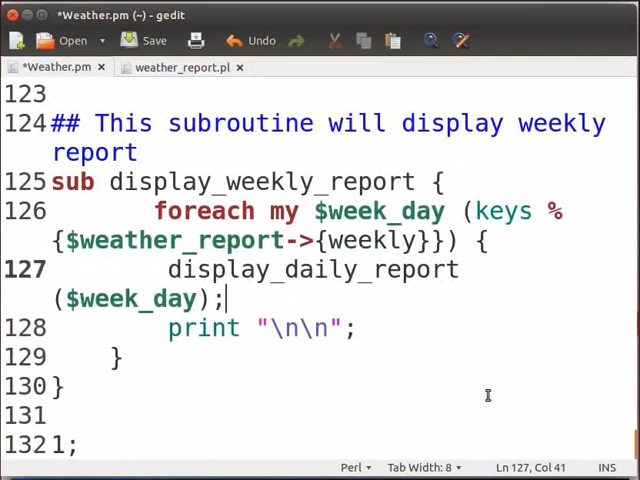 *Weather.pm (~) - gedit
Open Save Undo
*Weather.pm × weather_report.pl ×
123
124 ## This subroutine will display weekly
report
125 sub display_weekly_report {
126 foreach my $week_day (keys %
{$weather_report->{weekly}}) {
127 display_daily_report
($week_day);
128 print "\n\n";
129 }
130 }
131
132 1;
Perl Tab Width: 8 Ln 127, Col 41 INS